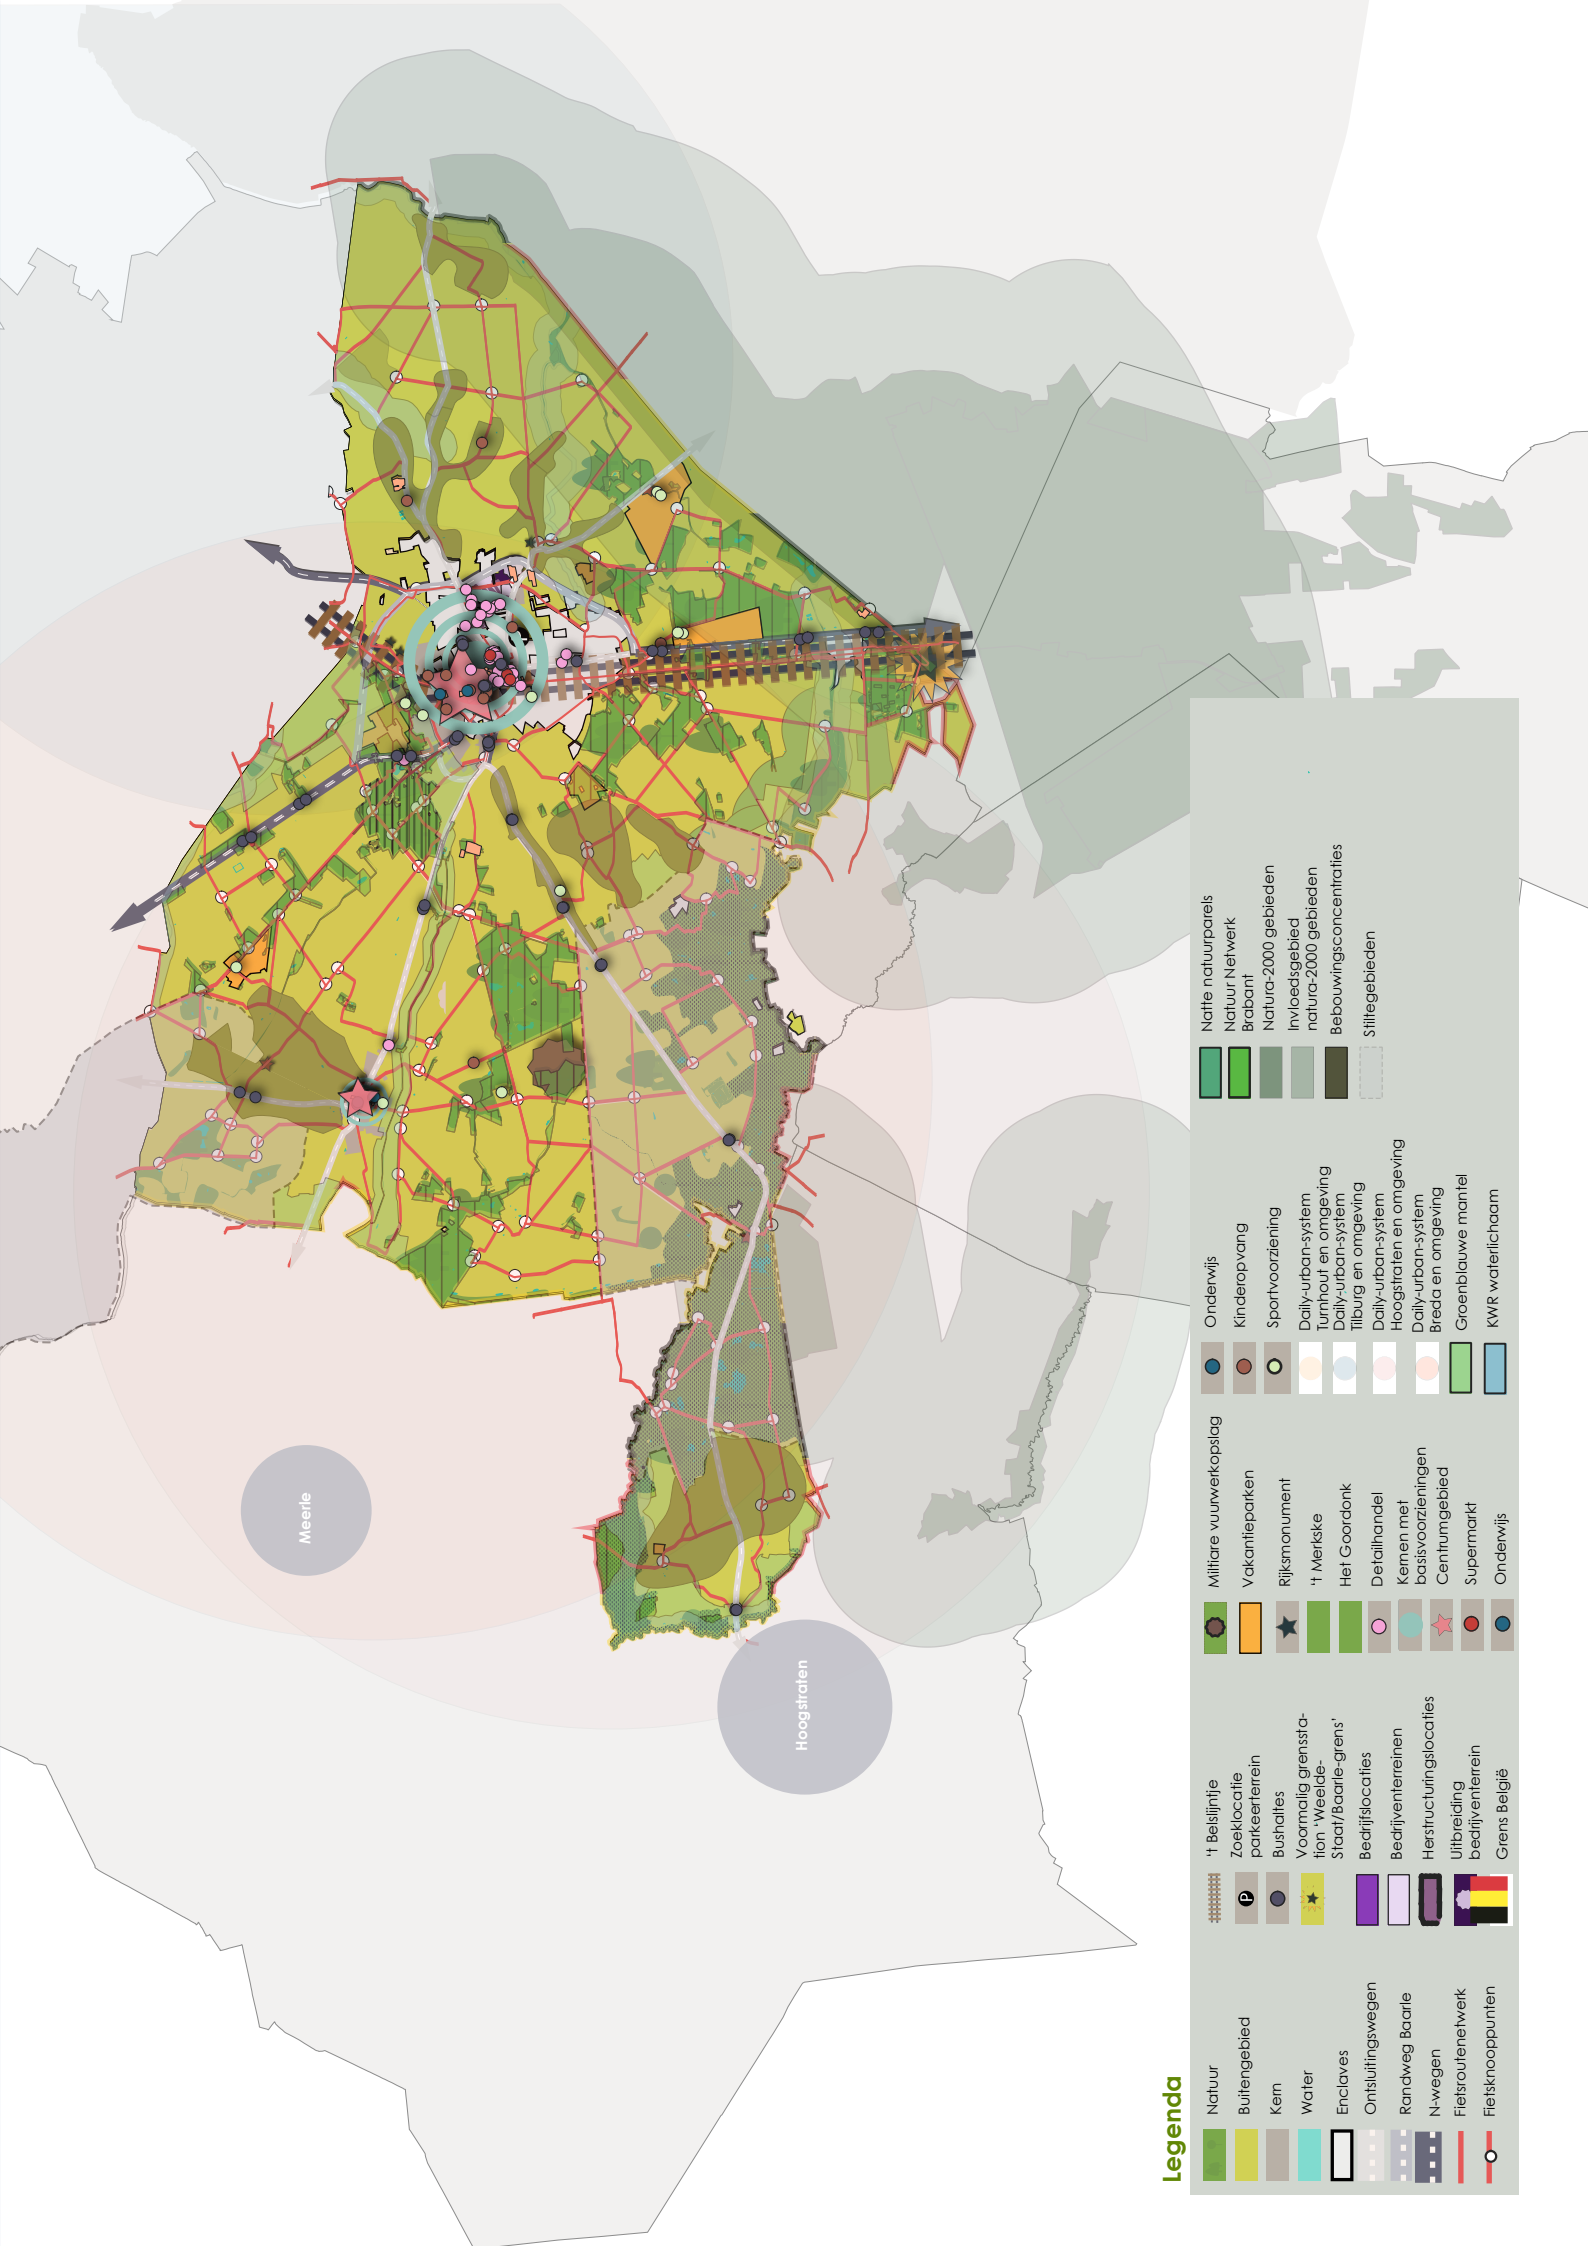 Meerle
Hoogstraten
Legenda
Natuur
Buitengebied
Kern
Water
Enclaves
Ontsluitingswegen
Randweg Baarle
N-wegen
Fietsroutenetwerk
Fietsknooppunten
't Belslijntje
Zoeklocatie
parkeerterrein
P
Bushaltes
Voormalig grenssta-
tion 'Weelde-
Staat/Baarle-grens'
Bedrijfslocaties
Bedrijventerreinen
Herstructuringslocaties
Uitbreiding
bedrijventerrein
Grens België
Miltiare vuurwerkopslag
Vakantieparken
Rijksmonument
't Merkske
Het Goordonk
Detailhandel
Kernen met
basisvoorzieningen
Centrumgebied
Supermarkt
Onderwijs
Onderwijs
Kinderopvang
Sportvoorziening
Daily-urban-system
Turnhout en omgeving
Daily-urban-system
Tilburg en omgeving
Daily-urban-system
Hoogstraten en omgeving
Daily-urban-system
Breda en omgeving
Groenblauwe mantel
KWR waterlichaam
Natte natuurparels
Natuur Netwerk
Brabant
Natura-2000 gebieden
Invloedsgebied
natura-2000 gebieden
Bebouwingsconcentraties
Stiltegebieden